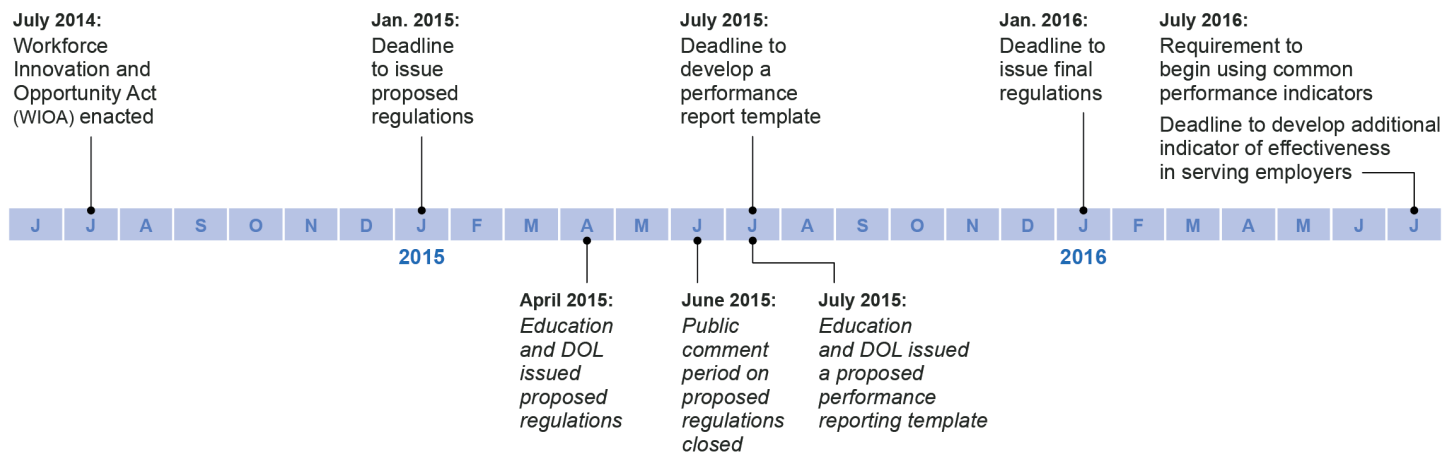 July 2014:
Workforce
Innovation and
Opportunity Act
(WIOA) enacted
Jan. 2015:
Deadline
to issue
proposed
regulations
July 2015:
Deadline to
develop a
performance
report template
Jan. 2016:
Deadline to
issue final
regulations
July 2016:
Requirement to
begin using common
performance indicators
Deadline to develop additional
indicator of effectiveness
in serving employers
J J A S O N D J F M A M J J A S O N D J F M A M J J
2015 2016
April 2015:
Education
and DOL
issued
proposed
regulations
June 2015:
Public
comment
period on
proposed
regulations
closed
July 2015:
Education
and DOL issued
a proposed
performance
reporting template